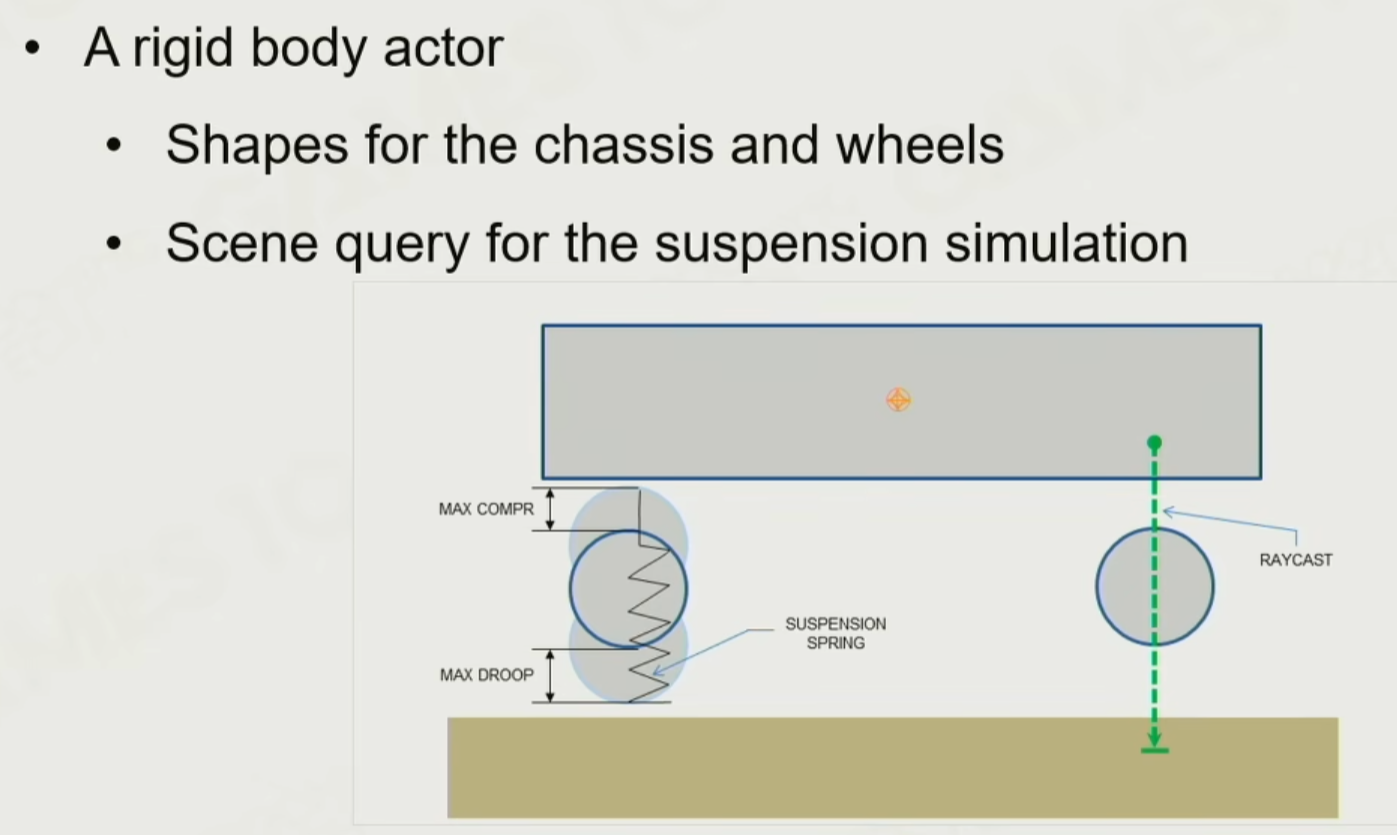 • A rigid body actor
• Shapes for the chassis and wheels
• Scene query for the suspension simulation
MAX COMPR
RAYCAST
SUSPENSION
SPRING
MAX DROOP